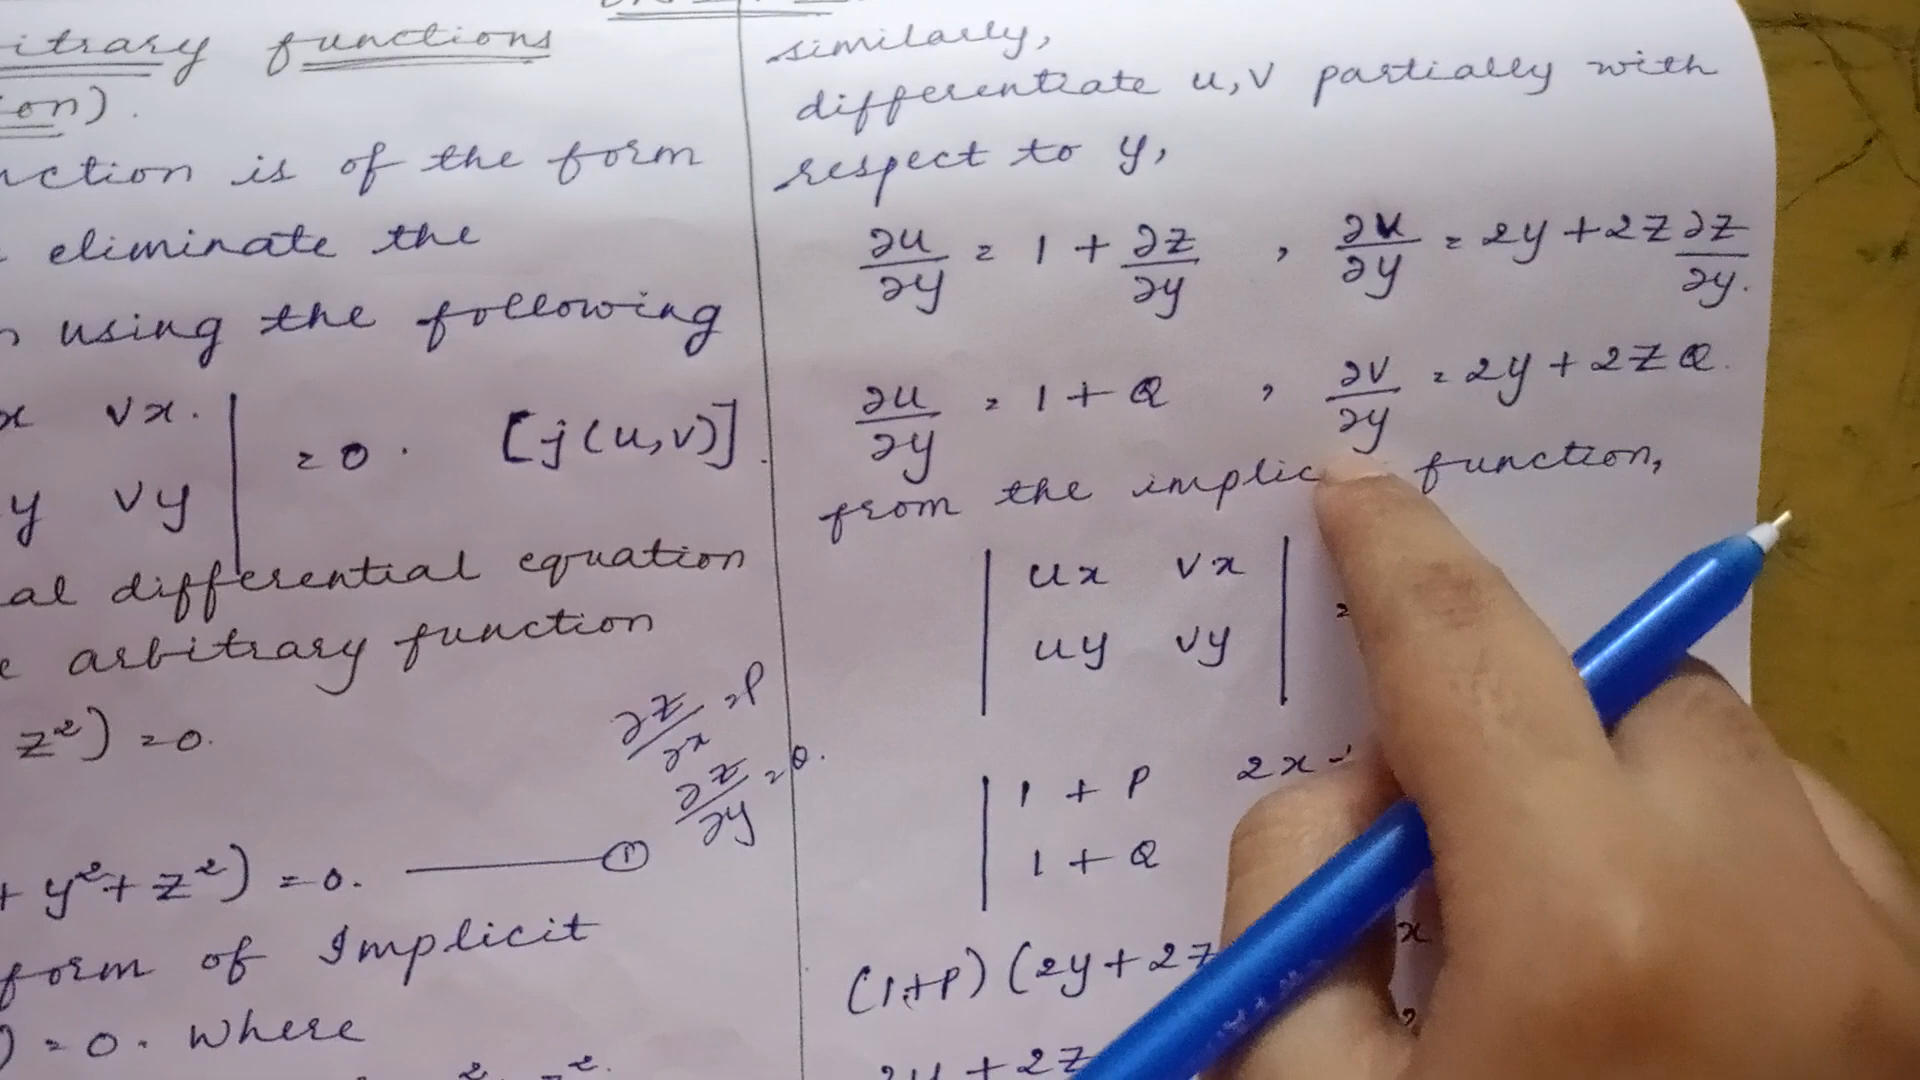 functions
on).
nction is of the form
eliminate the
using the following
x vx.
y vy
= 0. [j(u,v)]
al differential equation
e arbitrary function
z²) = 0.
∂z/∂x = P
∂z/∂y = Q.
+ y² + z²) = 0. ——— ①
form of Implicit
) = 0. where
similarly,
differentiate u, v partially with
respect to y,
∂u/∂y = 1 + ∂z/∂y , ∂v/∂y = 2y + 2z ∂z/∂y.
∂u/∂y = 1 + Q , ∂v/∂y = 2y + 2zQ.
from the implic function,
| ux vx |
| uy vy | =
| 1 + P 2x
| 1 + Q
(1+P) (2y + 2z
x
2y + 2z